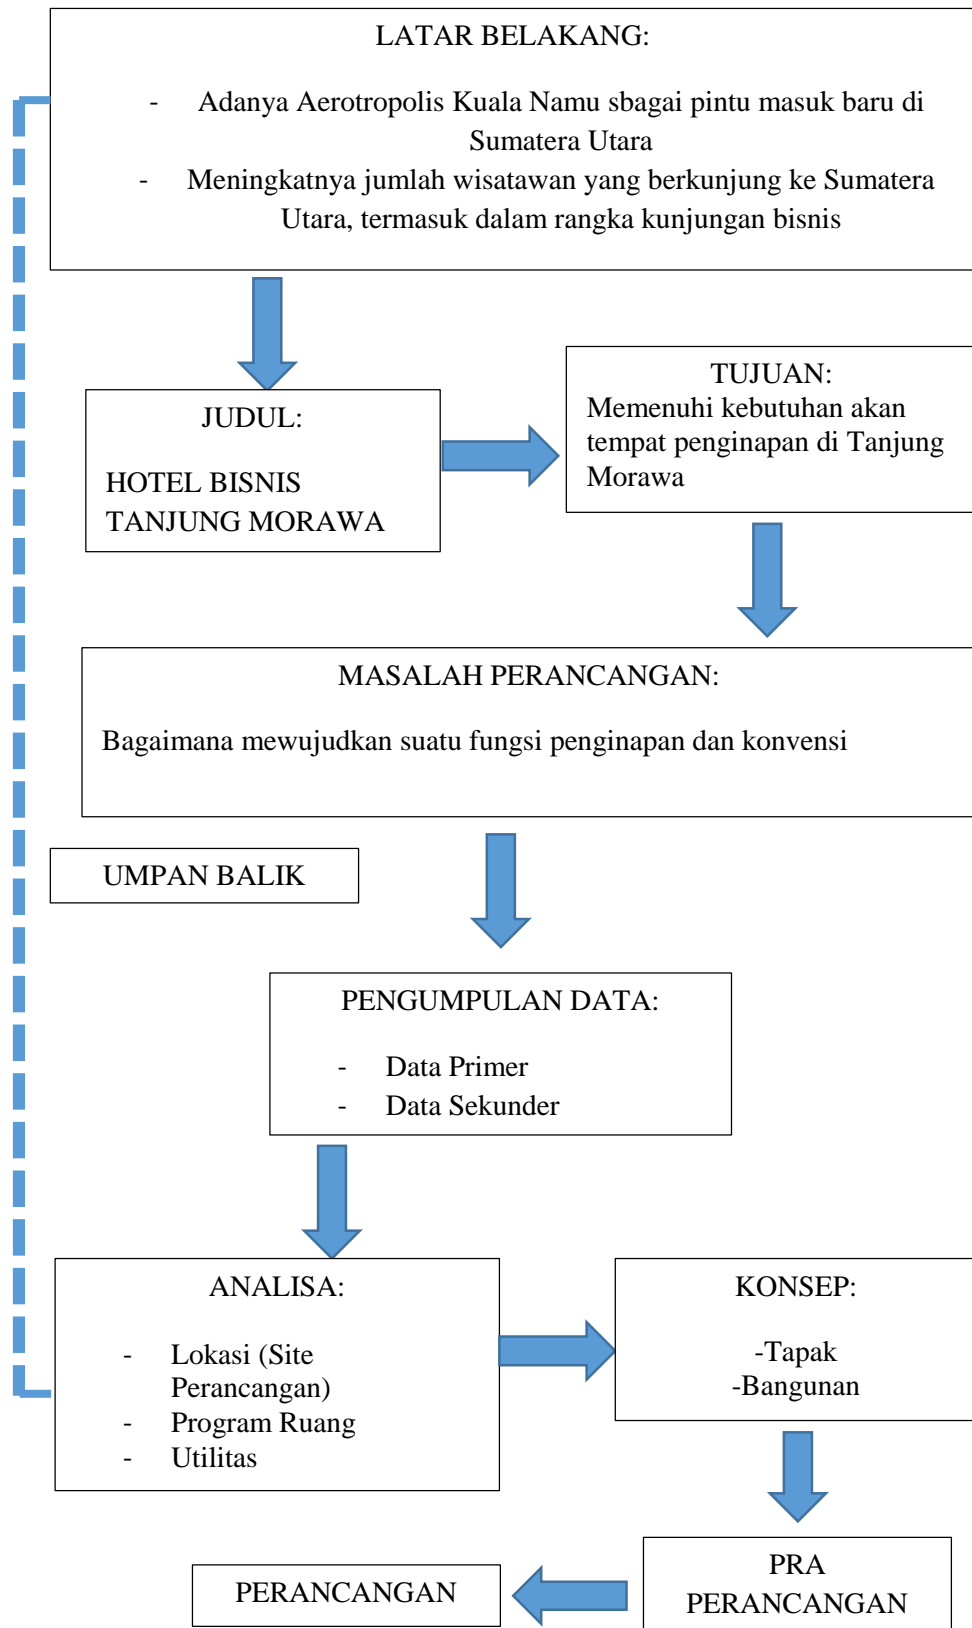 LATAR BELAKANG:
- Adanya Aerotropolis Kuala Namu sbagai pintu masuk baru di
Sumatera Utara
- Meningkatnya jumlah wisatawan yang berkunjung ke Sumatera
Utara, termasuk dalam rangka kunjungan bisnis
JUDUL:
HOTEL BISNIS
TANJUNG MORAWA
TUJUAN:
Memenuhi kebutuhan akan
tempat penginapan di Tanjung
Morawa
MASALAH PERANCANGAN:
Bagaimana mewujudkan suatu fungsi penginapan dan konvensi
UMPAN BALIK
PENGUMPULAN DATA:
- Data Primer
- Data Sekunder
ANALISA:
- Lokasi (Site
Perancangan)
- Program Ruang
- Utilitas
KONSEP:
-Tapak
-Bangunan
PRA
PERANCANGAN
PERANCANGAN